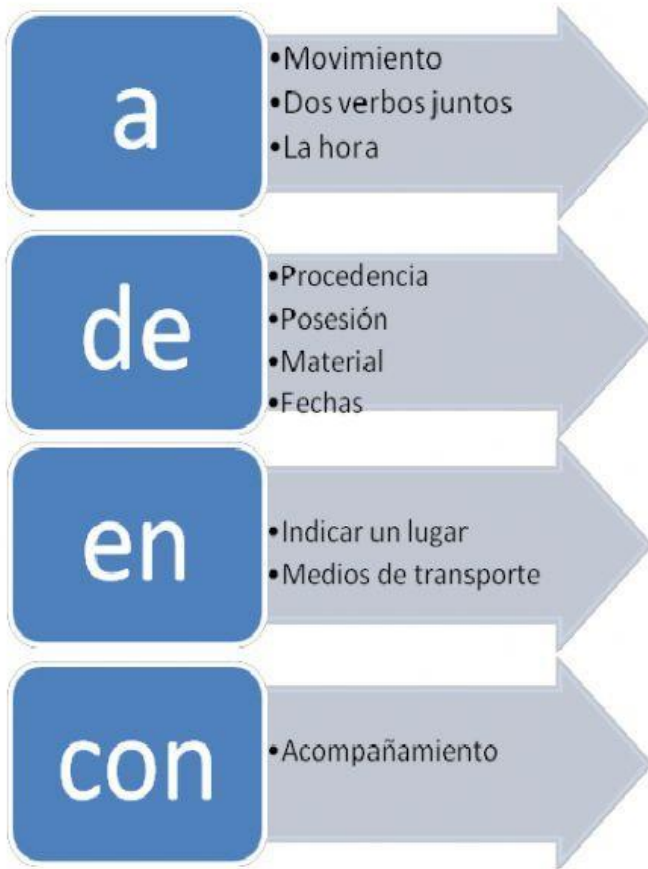 a
•Movimiento
•Dos verbos juntos
•La hora
de
•Procedencia
•Posesión
•Material
•Fechas
en
•Indicar un lugar
•Medios de transporte
con
•Acompañamiento